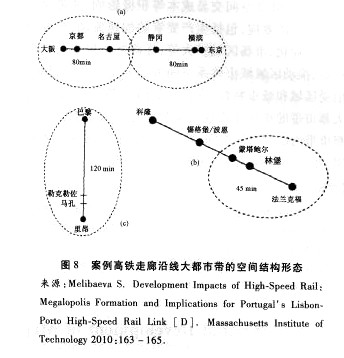 (a)
京都 名古屋 静冈 横滨
大阪 东京
80min 80min
巴黎
科隆
锡格堡/波恩
(b)
蒙塔鲍尔
林堡
120 min
45 min
勒克勒佐
马孔
法兰克福
里昂
(c)
图 8 案例高铁走廊沿线大都市带的空间结构形态
来源:Melibaeva S. Development Impacts of High-Speed Rail:
Megalopolis Formation and Implications for Portugal's Lisbon-
Porto High-Speed Rail Link [D]. Massachusetts Institute of
Technology 2010:163-165.